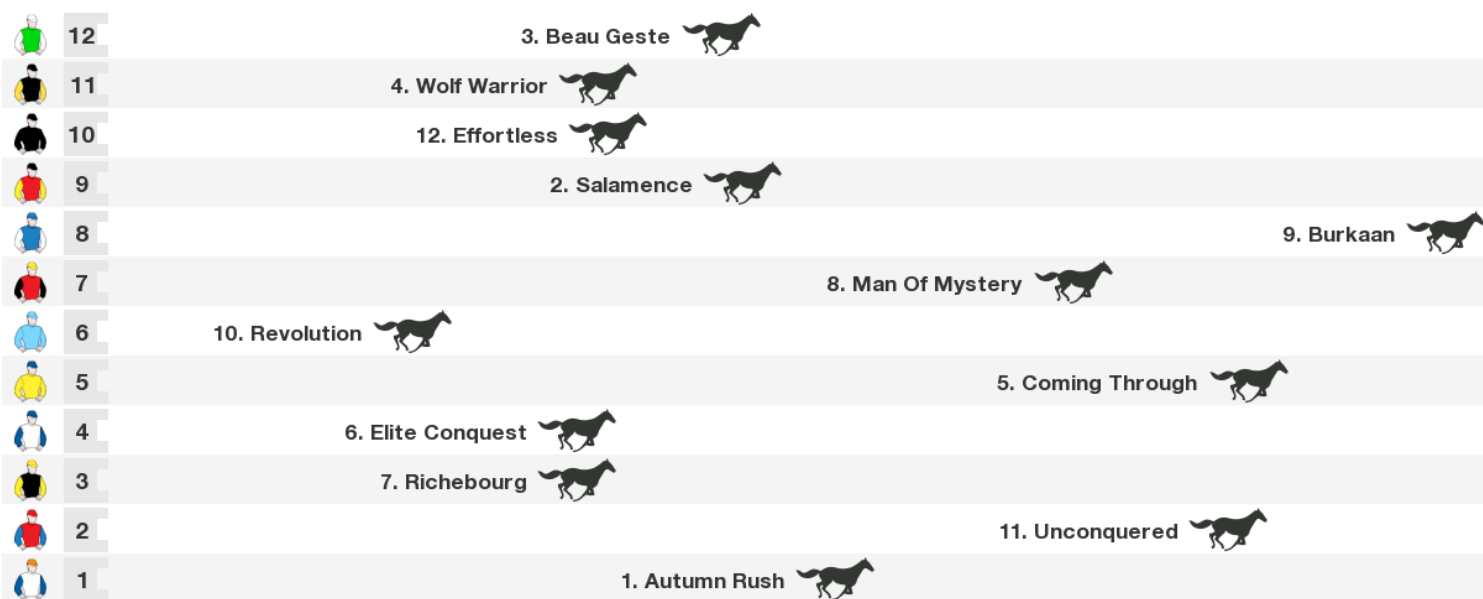 12 3. Beau Geste
11 4. Wolf Warrior
10 12. Effortless
9 2. Salamence
8 9. Burkaan
7 8. Man Of Mystery
6 10. Revolution
5 5. Coming Through
4 6. Elite Conquest
3 7. Richebourg
2 11. Unconquered
1 1. Autumn Rush